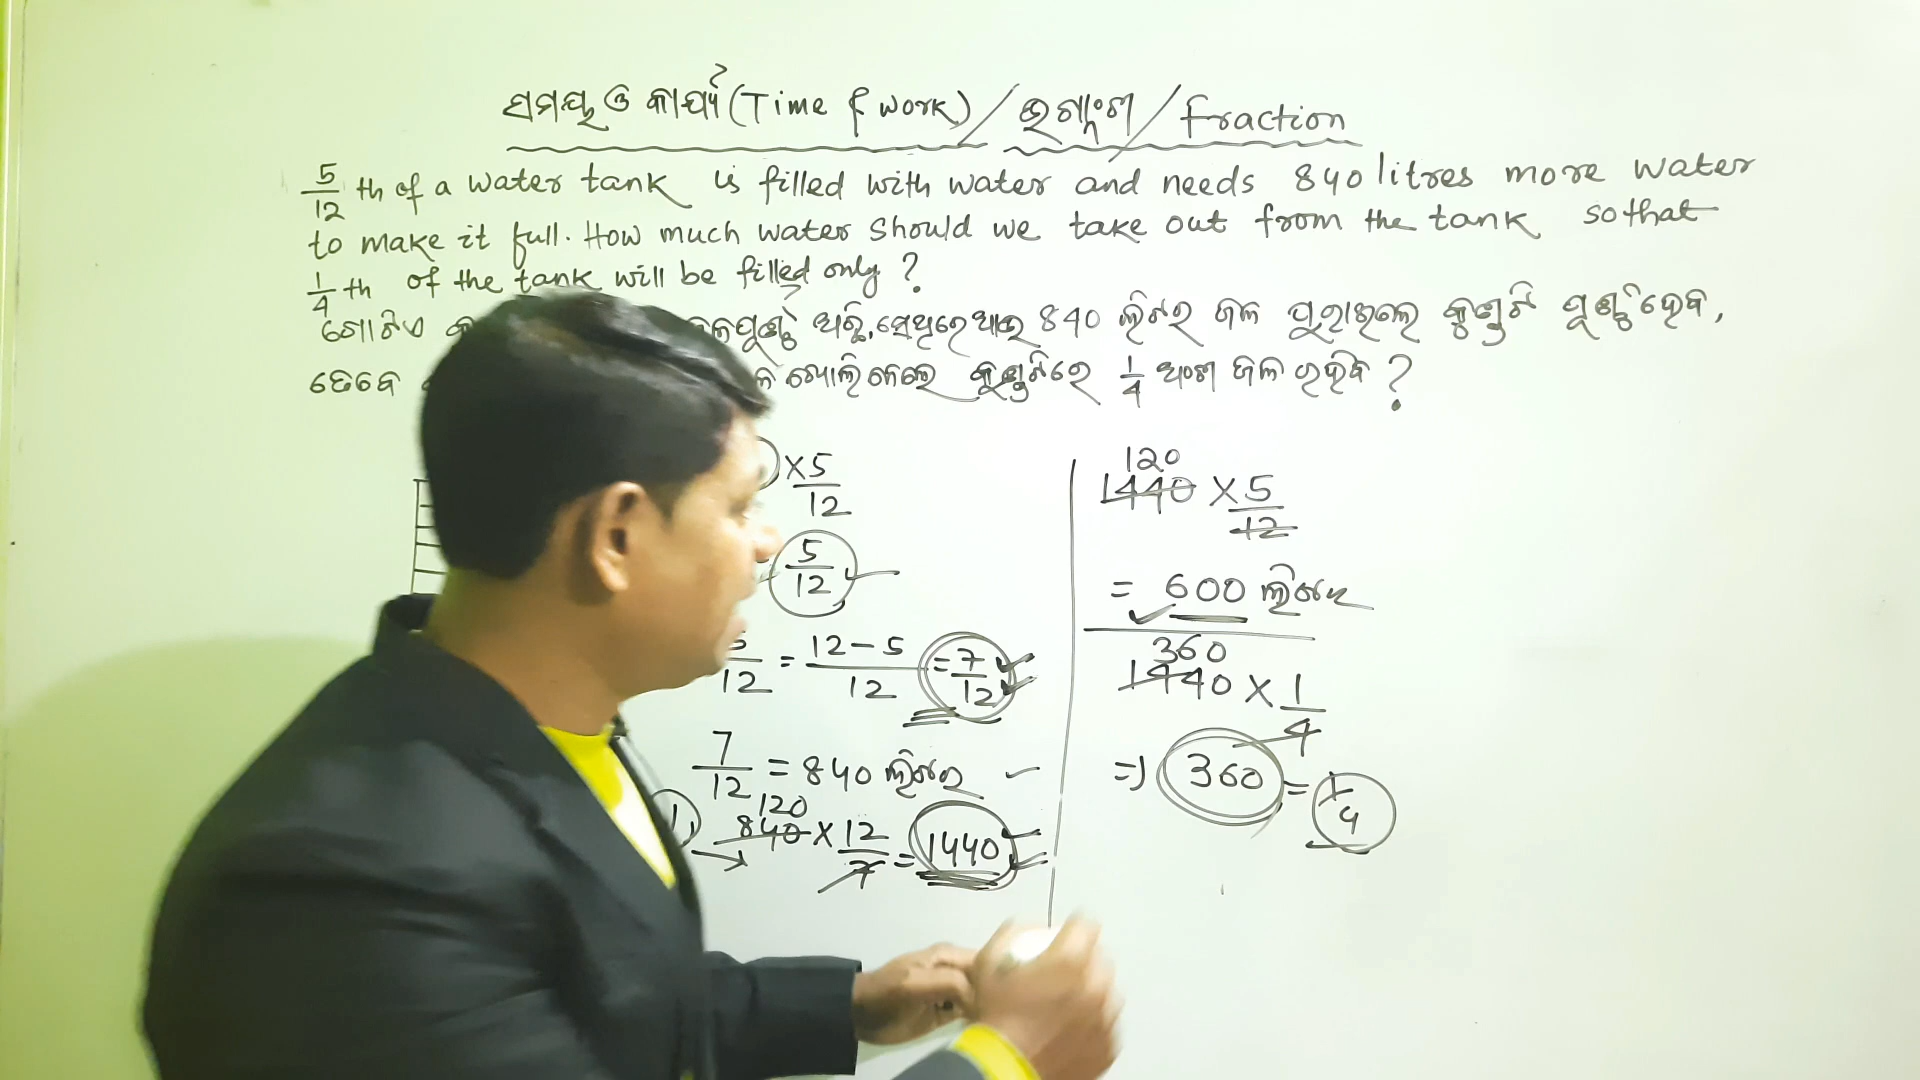 ସମୟ ଓ କାର୍ଯ୍ୟ (Time & work) / ଭଗ୍ନାଂଶ / Fraction
5/12 th of a water tank is filled with water and needs 840 litres more water
to make it full. How much water should we take out from the tank so that
1/4 th of the tank will be filled only ?
ଗୋଟିଏ ଜଳପୂର୍ଣ୍ଣ ଅଛି, ସେଥିରେ ଆଉ 840 ଲିଟର ଜଳ ପୁରାଇଲେ କୁଣ୍ଡଟି ପୂର୍ଣ୍ଣ ହେବ,
ତେବେ ଖୋଲିନେଲେ କୁଣ୍ଡଟିରେ 1/4 ଅଂଶ ଜଳ ରହିବ ?
× 5/12
5/12
/12 = 12-5/12 = 7/12
7/12 = 840 ଲିଟର
120
1, 840 × 12/7 = 1440
120
1440 × 5/12
= 600 ଲିଟର
360
1440 × 1/4
⇒ 360 = 1/4